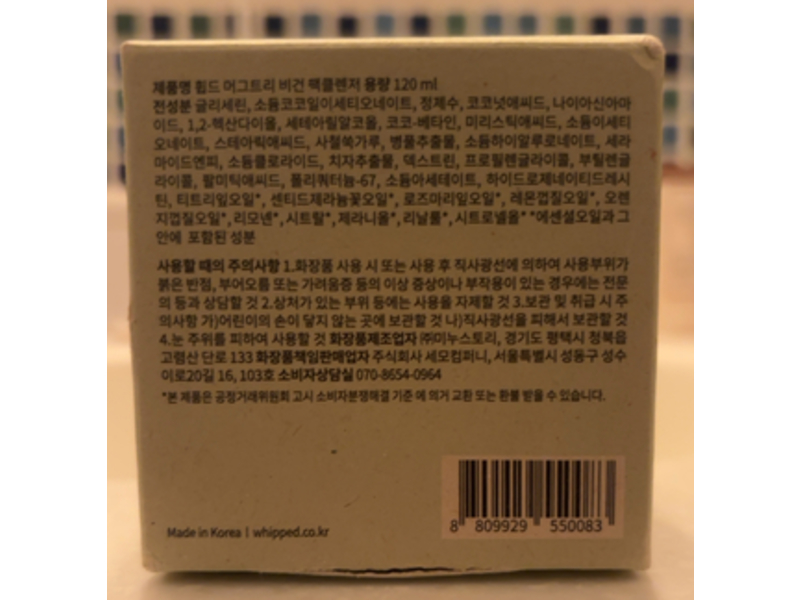 제품명 휩드 머그트리 비건 팩클렌저 용량 120 ml
전성분 글리세린, 소듐코코일이세티오네이트, 정제수, 코코넛애씨드, 나이아신아마
이드, 1,2-헥산다이올, 세테아릴알코올, 코코-베타인, 미리스틱애씨드, 소듐이세티
오네이트, 스테아릭애씨드, 사철쑥가루, 병풀추출물, 소듐하이알루로네이트, 세라
마이드엔피, 소듐클로라이드, 치자추출물, 덱스트린, 프로필렌글라이콜, 부틸렌글
라이콜, 팔미틱애씨드, 폴리쿼터늄-67, 소듐아세테이트, 하이드로제네이티드레시
틴, 티트리잎오일*, 센티드제라늄꽃오일*, 로즈마리잎오일*, 레몬껍질오일*, 오렌
지껍질오일*, 리모넨*, 시트랄*, 제라니올*, 리날룰*, 시트로넬올* *에센셜오일과 그
안에 포함된 성분
사용할 때의 주의사항 1.화장품 사용 시 또는 사용 후 직사광선에 의하여 사용부위가
붉은 반점, 부어오름 또는 가려움증 등의 이상 증상이나 부작용이 있는 경우에는 전문
의 등과 상담할 것 2.상처가 있는 부위 등에는 사용을 자제할 것 3.보관 및 취급 시 주
의사항 가)어린이의 손이 닿지 않는 곳에 보관할 것 나)직사광선을 피해서 보관할 것
4.눈 주위를 피하여 사용할 것 화장품제조업자 ㈜미누스토리, 경기도 평택시 청북읍
고렴산 단로 133 화장품책임판매업자 주식회사 세모컴퍼니, 서울특별시 성동구 성수
이로20길 16, 103호 소비자상담실 070-8654-0964
*본 제품은 공정거래위원회 고시 소비자분쟁해결 기준 에 의거 교환 또는 환불 받을 수 있습니다.
Made in Korea | whipped.co.kr
8 809929 550083